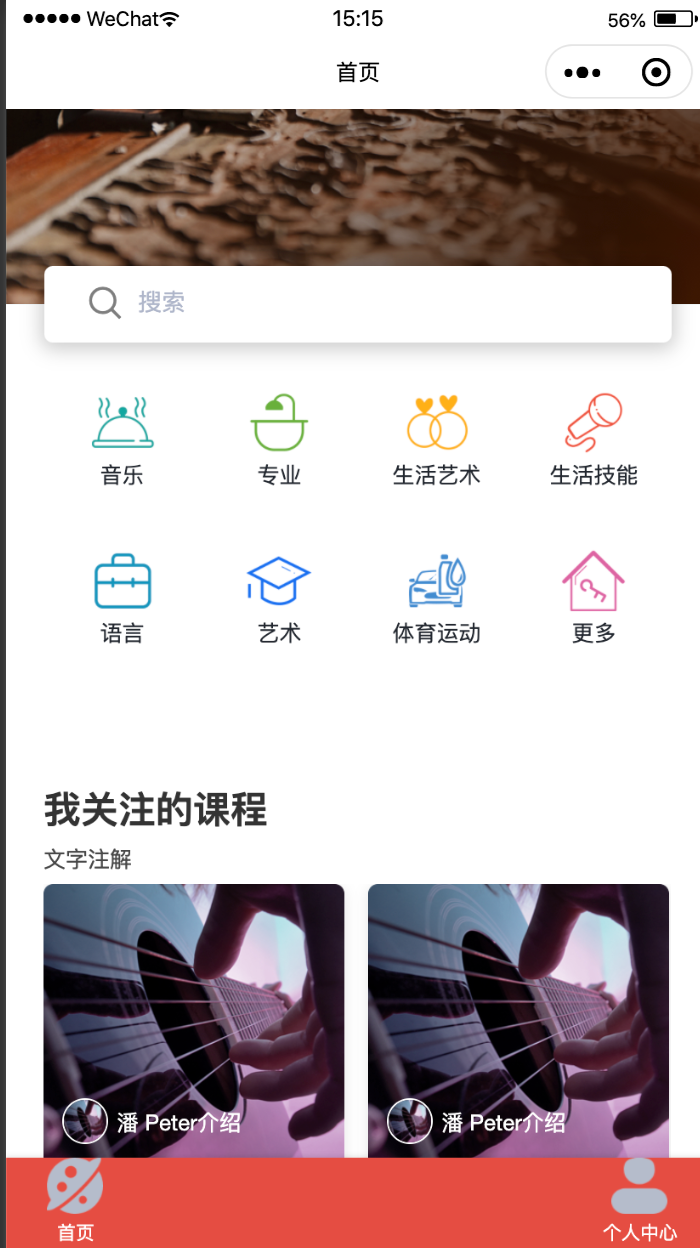 ●●●●● WeChat
15:15
56%
首页
搜索
音乐
专业
生活艺术
生活技能
语言
艺术
体育运动
更多
我关注的课程
文字注解
潘 Peter介绍
潘 Peter介绍
首页
个人中心